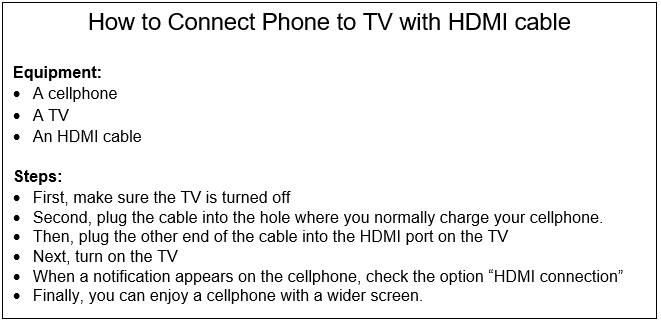 How to Connect Phone to TV with HDMI cable
Equipment:
• A cellphone
• A TV
• An HDMI cable
Steps:
• First, make sure the TV is turned off
• Second, plug the cable into the hole where you normally charge your cellphone.
• Then, plug the other end of the cable into the HDMI port on the TV
• Next, turn on the TV
• When a notification appears on the cellphone, check the option “HDMI connection”
• Finally, you can enjoy a cellphone with a wider screen.